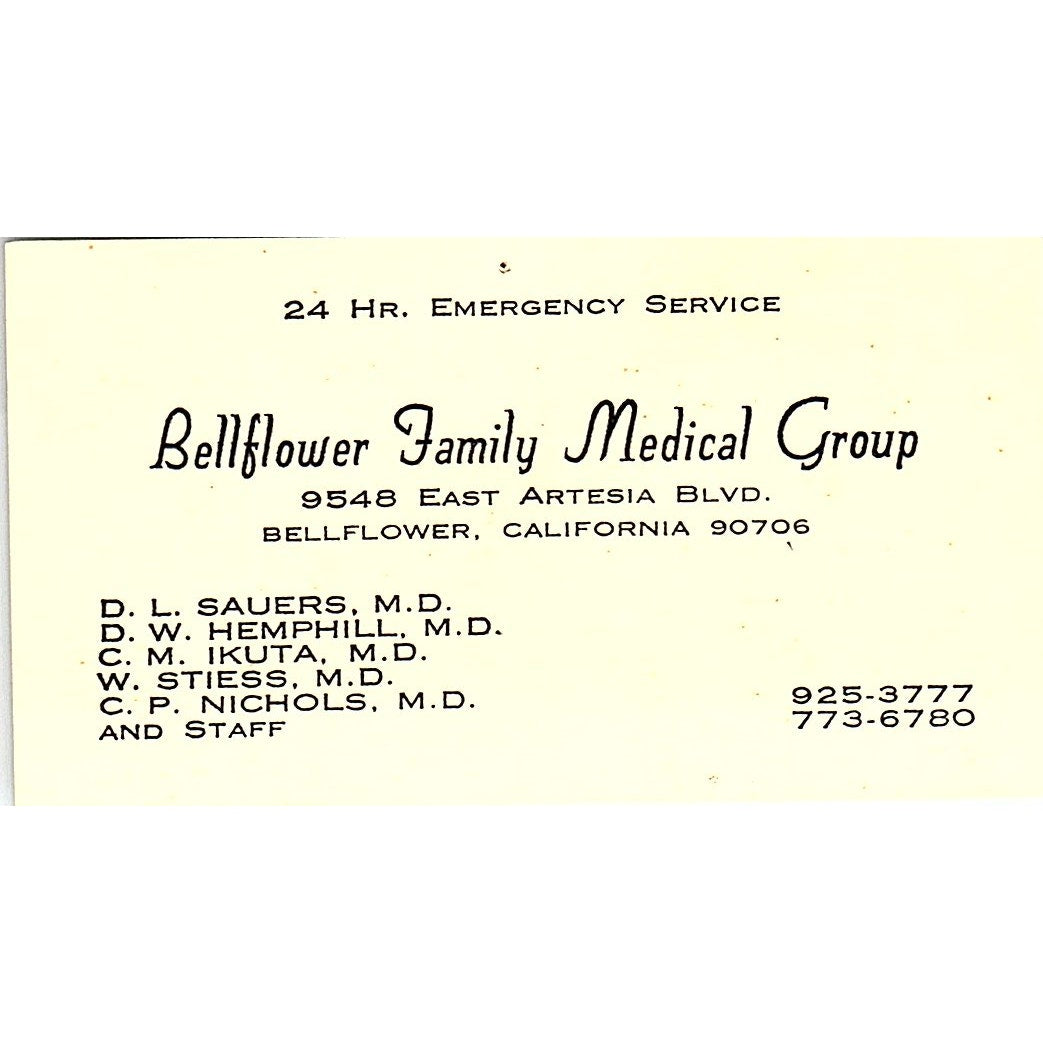 24 Hr. Emergency Service
Bellflower Family Medical Group
9548 East Artesia Blvd.
BELLFLOWER, CALIFORNIA 90706
D. L. SAUERS, M.D.
D. W. HEMPHILL, M.D.
C. M. IKUTA, M.D.
W. STIESS, M.D.
C. P. NICHOLS, M.D.
AND STAFF
925-3777
773-6780